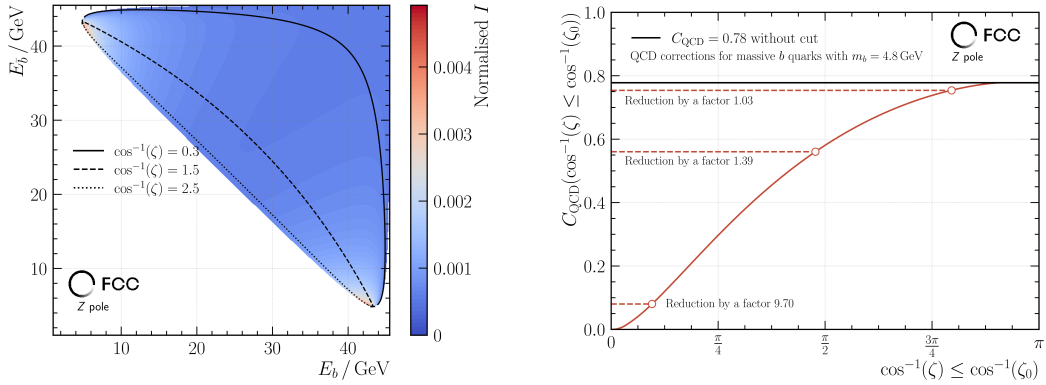 E_b̄ / GeV
40
30
20
10
10
20
30
40
E_b / GeV
cos⁻¹(ζ) = 0.3
cos⁻¹(ζ) = 1.5
cos⁻¹(ζ) = 2.5
FCC
Z pole
Normalised I
0.004
0.003
0.002
0.001
0
C_QCD(cos⁻¹(ζ) ≤ cos⁻¹(ζ₀))
1.0
0.8
0.6
0.4
0.2
0.0
C_QCD = 0.78 without cut
QCD corrections for massive b quarks with m_b = 4.8 GeV
FCC
Z pole
Reduction by a factor 1.03
Reduction by a factor 1.39
Reduction by a factor 9.70
0
π/4
π/2
3π/4
π
cos⁻¹(ζ) ≤ cos⁻¹(ζ₀)